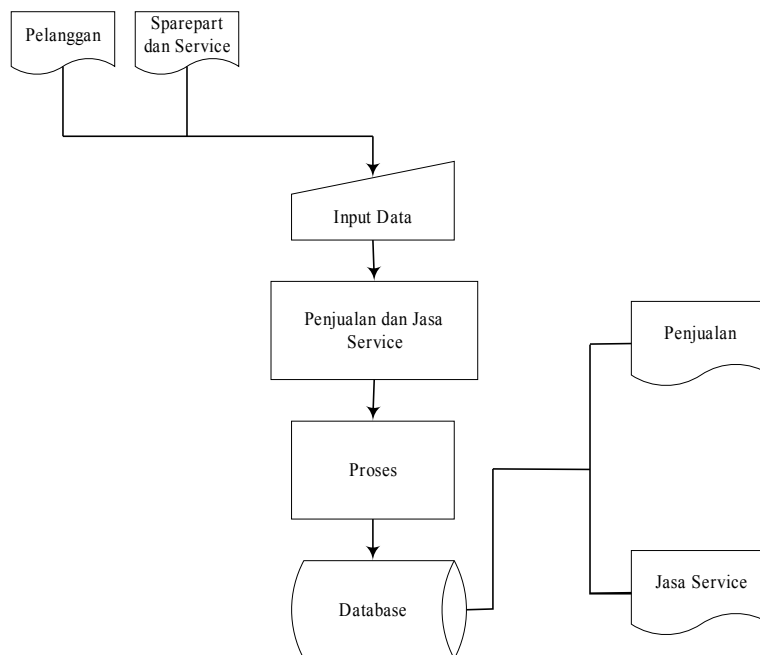 Pelanggan
Sparepart
dan Service
Input Data
Penjualan dan Jasa
Service
Penjualan
Proses
Jasa Service
Database